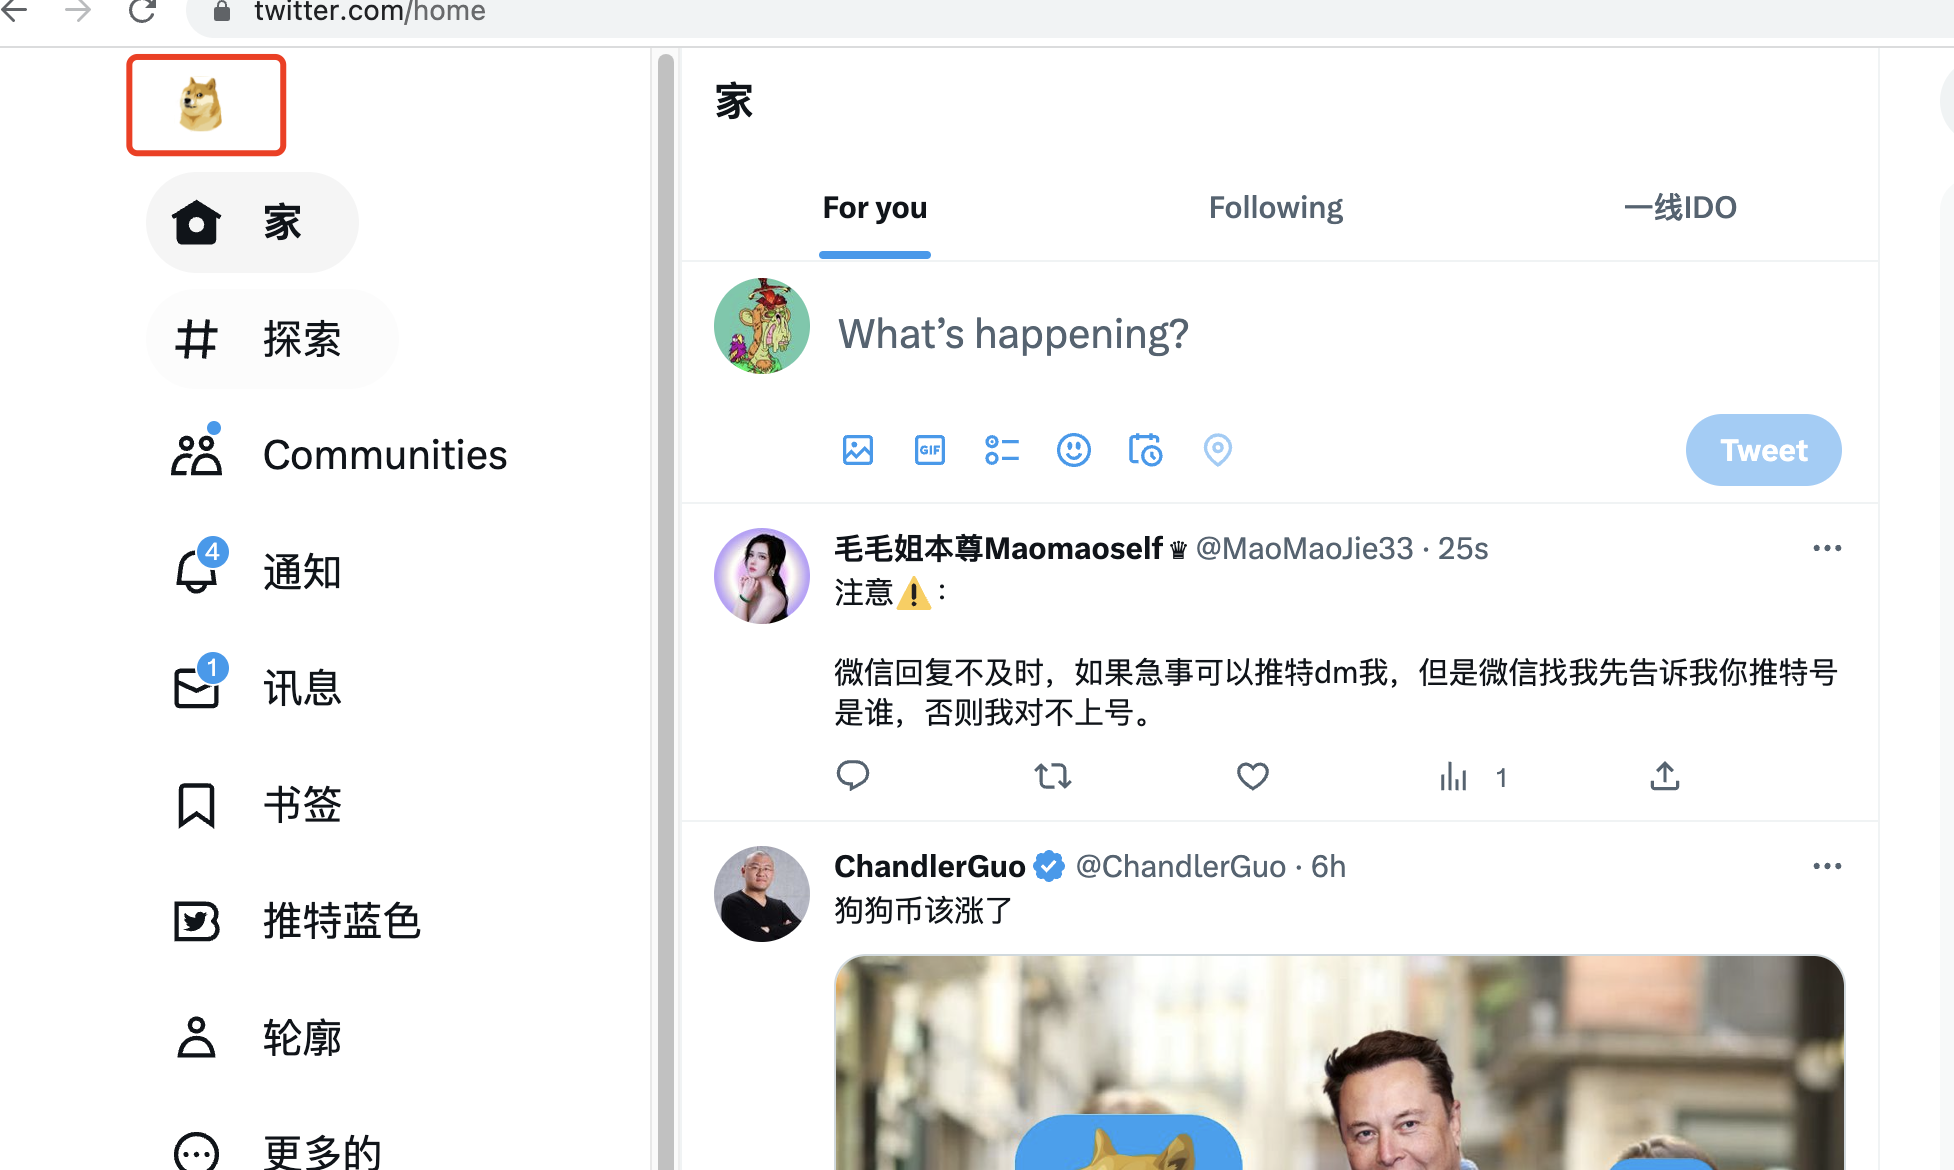 twitter.com/home
家
探索
Communities
4
通知
1
讯息
书签
推特蓝色
轮廓
更多的
家
For you
Following
一线IDO
What's happening?
GIF
Tweet
毛毛姐本尊Maomaoself♛ @MaoMaoJie33 · 25s
注意⚠️：
微信回复不及时，如果急事可以推特dm我，但是微信找我先告诉我你推特号
是谁，否则我对不上号。
1
ChandlerGuo @ChandlerGuo · 6h
狗狗币该涨了